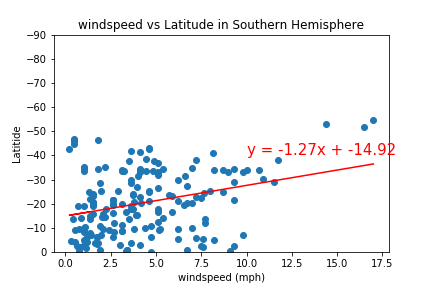 windspeed vs Latitude in Southern Hemisphere
−90
−80
−70
−60
−50
−40
−30
−20
−10
0
Latitide
y = -1.27x + -14.92
0.0 2.5 5.0 7.5 10.0 12.5 15.0 17.5
windspeed (mph)